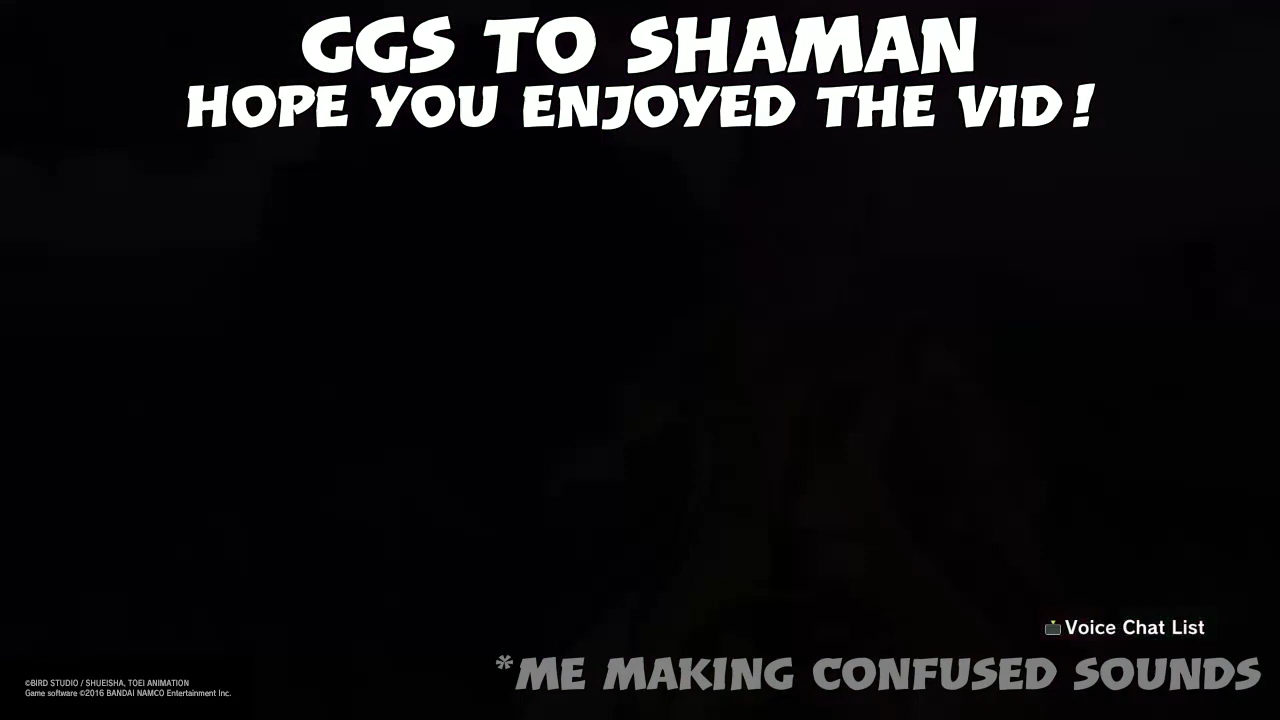 GGS TO SHAMAN
HOPE YOU ENJOYED THE VID!
Voice Chat List
*ME MAKING CONFUSED SOUNDS
©BIRD STUDIO / SHUEISHA, TOEI ANIMATION
Game software ©2016 BANDAI NAMCO Entertainment Inc.